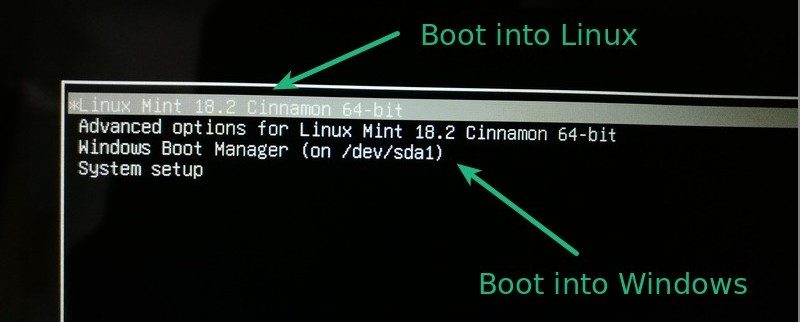 Boot into Linux
*Linux Mint 18.2 Cinnamon 64-bit
Advanced options for Linux Mint 18.2 Cinnamon 64-bit
Windows Boot Manager (on /dev/sda1)
System setup
Boot into Windows